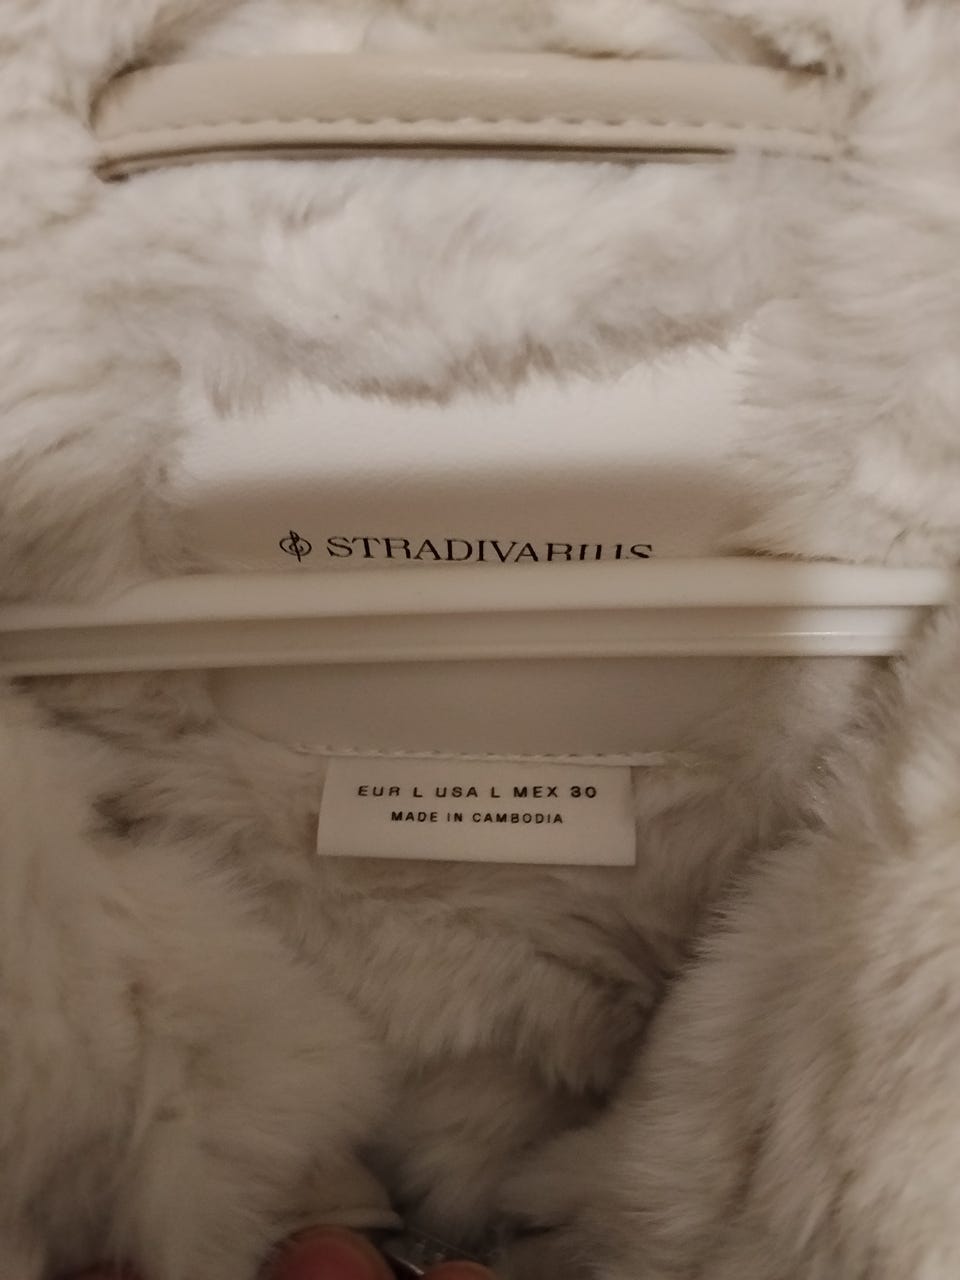 STRADIVARIUS
EUR L USA L MEX 30
MADE IN CAMBODIA